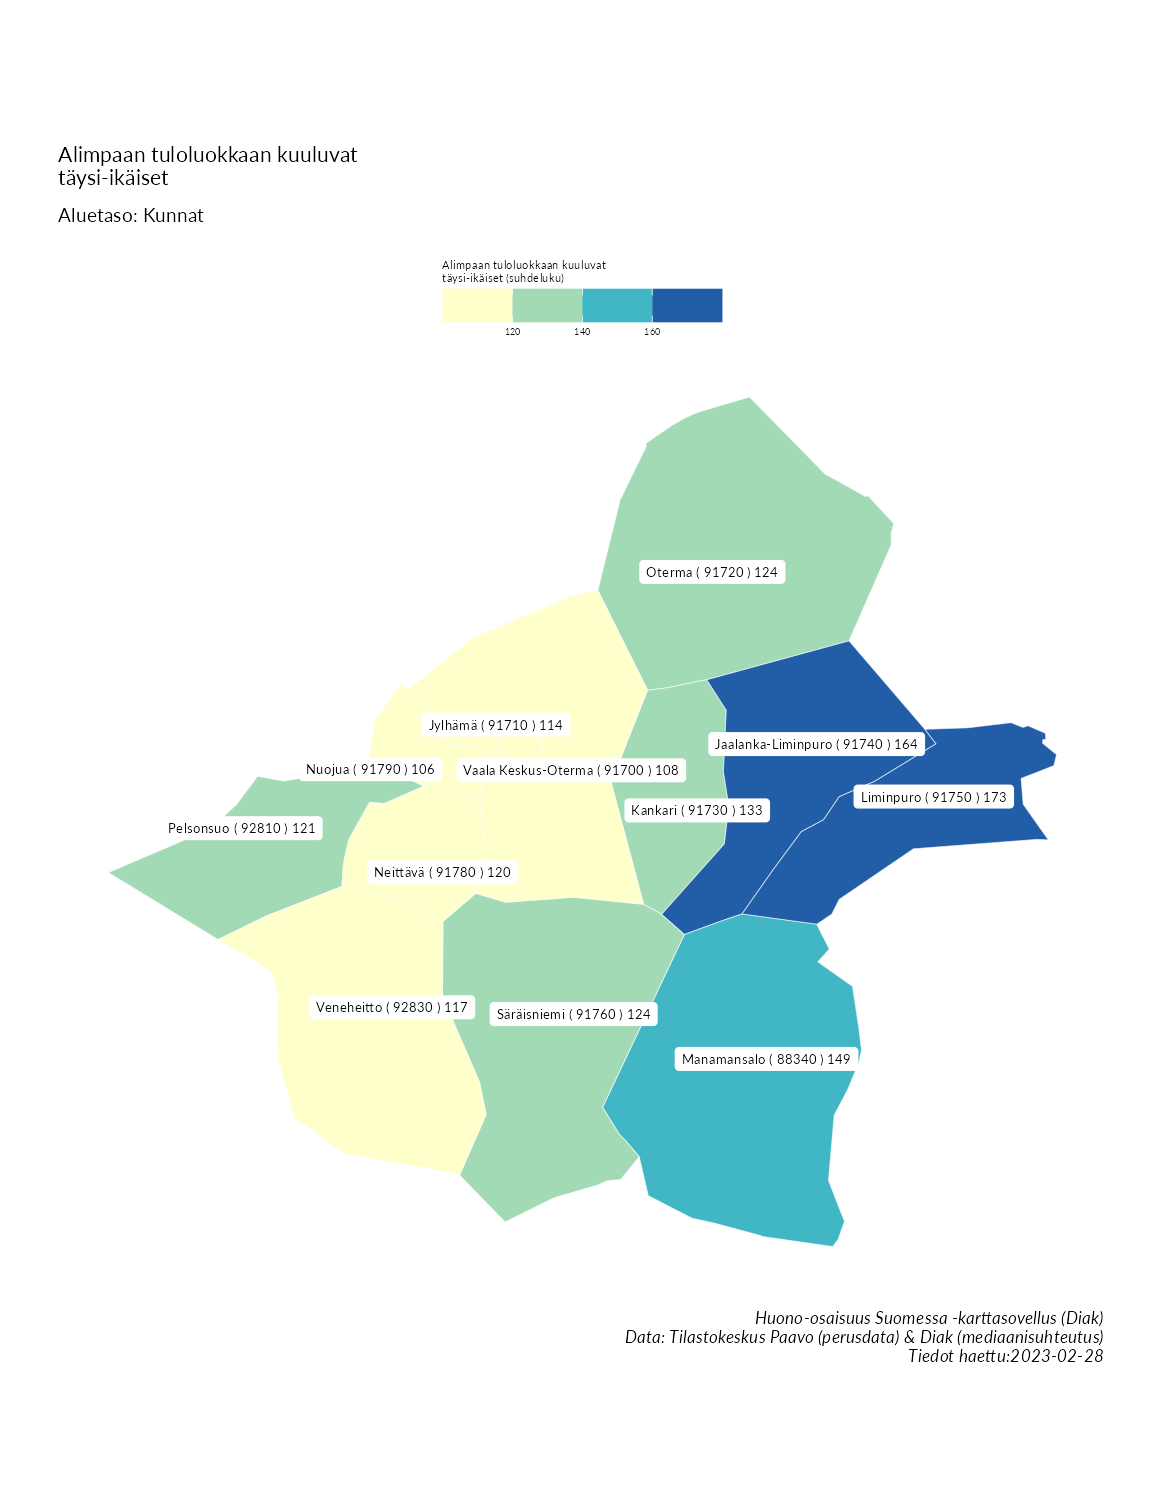 Alimpaan tuloluokkaan kuuluvat
täysi-ikäiset
Aluetaso: Kunnat
Alimpaan tuloluokkaan kuuluvat
täysi-ikäiset (suhdeluku)
120 140 160
Oterma ( 91720 ) 124
Jylhämä ( 91710 ) 114
Jaalanka-Liminpuro ( 91740 ) 164
Nuojua ( 91790 ) 106
Vaala Keskus-Oterma ( 91700 ) 108
Liminpuro ( 91750 ) 173
Kankari ( 91730 ) 133
Pelsonsuo ( 92810 ) 121
Neittävä ( 91780 ) 120
Veneheitto ( 92830 ) 117
Säräisniemi ( 91760 ) 124
Manamansalo ( 88340 ) 149
Huono-osaisuus Suomessa -karttasovellus (Diak)
Data: Tilastokeskus Paavo (perusdata) & Diak (mediaanisuhteutus)
Tiedot haettu:2023-02-28